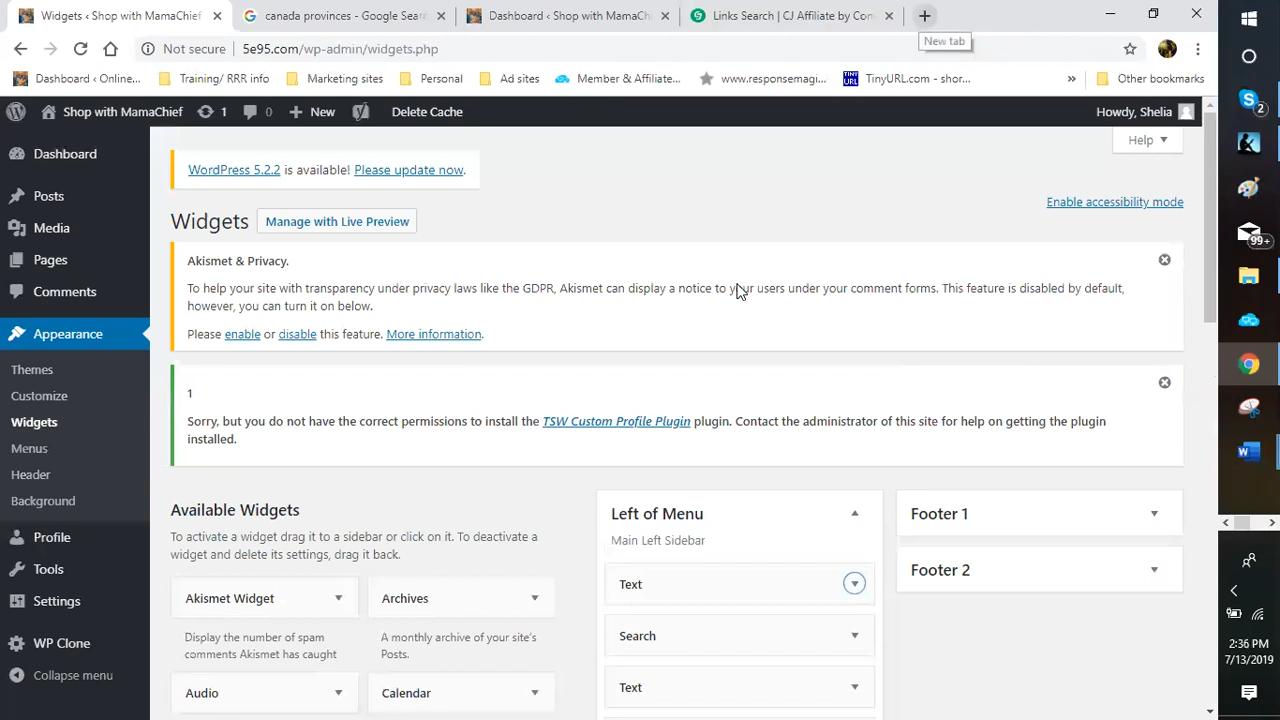 Widgets ‹ Shop with MamaChief
canada provinces - Google Sear
Dashboard ‹ Shop with MamaChi
Links Search | CJ Affiliate by Con
New tab
Not secure
5e95.com/wp-admin/widgets.php
Dashboard ‹ Online...
Training/ RRR info
Marketing sites
Personal
Ad sites
Member & Affiliate...
www.responsemagi...
TINY
URL
TinyURL.com - shor...
»
Other bookmarks
Shop with MamaChief
1
0
New
Delete Cache
Howdy, Shelia
Dashboard
Posts
Media
Pages
Comments
Appearance
Themes
Customize
Widgets
Menus
Header
Background
Profile
Tools
Settings
WP Clone
Collapse menu
Help
WordPress 5.2.2 is available! Please update now.
Enable accessibility mode
Widgets
Manage with Live Preview
Akismet & Privacy.
To help your site with transparency under privacy laws like the GDPR, Akismet can display a notice to your users under your comment forms. This feature is disabled by default,
however, you can turn it on below.
Please enable or disable this feature. More information.
1
Sorry, but you do not have the correct permissions to install the TSW Custom Profile Plugin plugin. Contact the administrator of this site for help on getting the plugin
installed.
Available Widgets
To activate a widget drag it to a sidebar or click on it. To deactivate a
widget and delete its settings, drag it back.
Akismet Widget
Archives
Display the number of spam
comments Akismet has caught
A monthly archive of your site's
Posts.
Audio
Calendar
Left of Menu
Main Left Sidebar
Text
Search
Text
Footer 1
Footer 2
2
99+
2:36 PM
7/13/2019